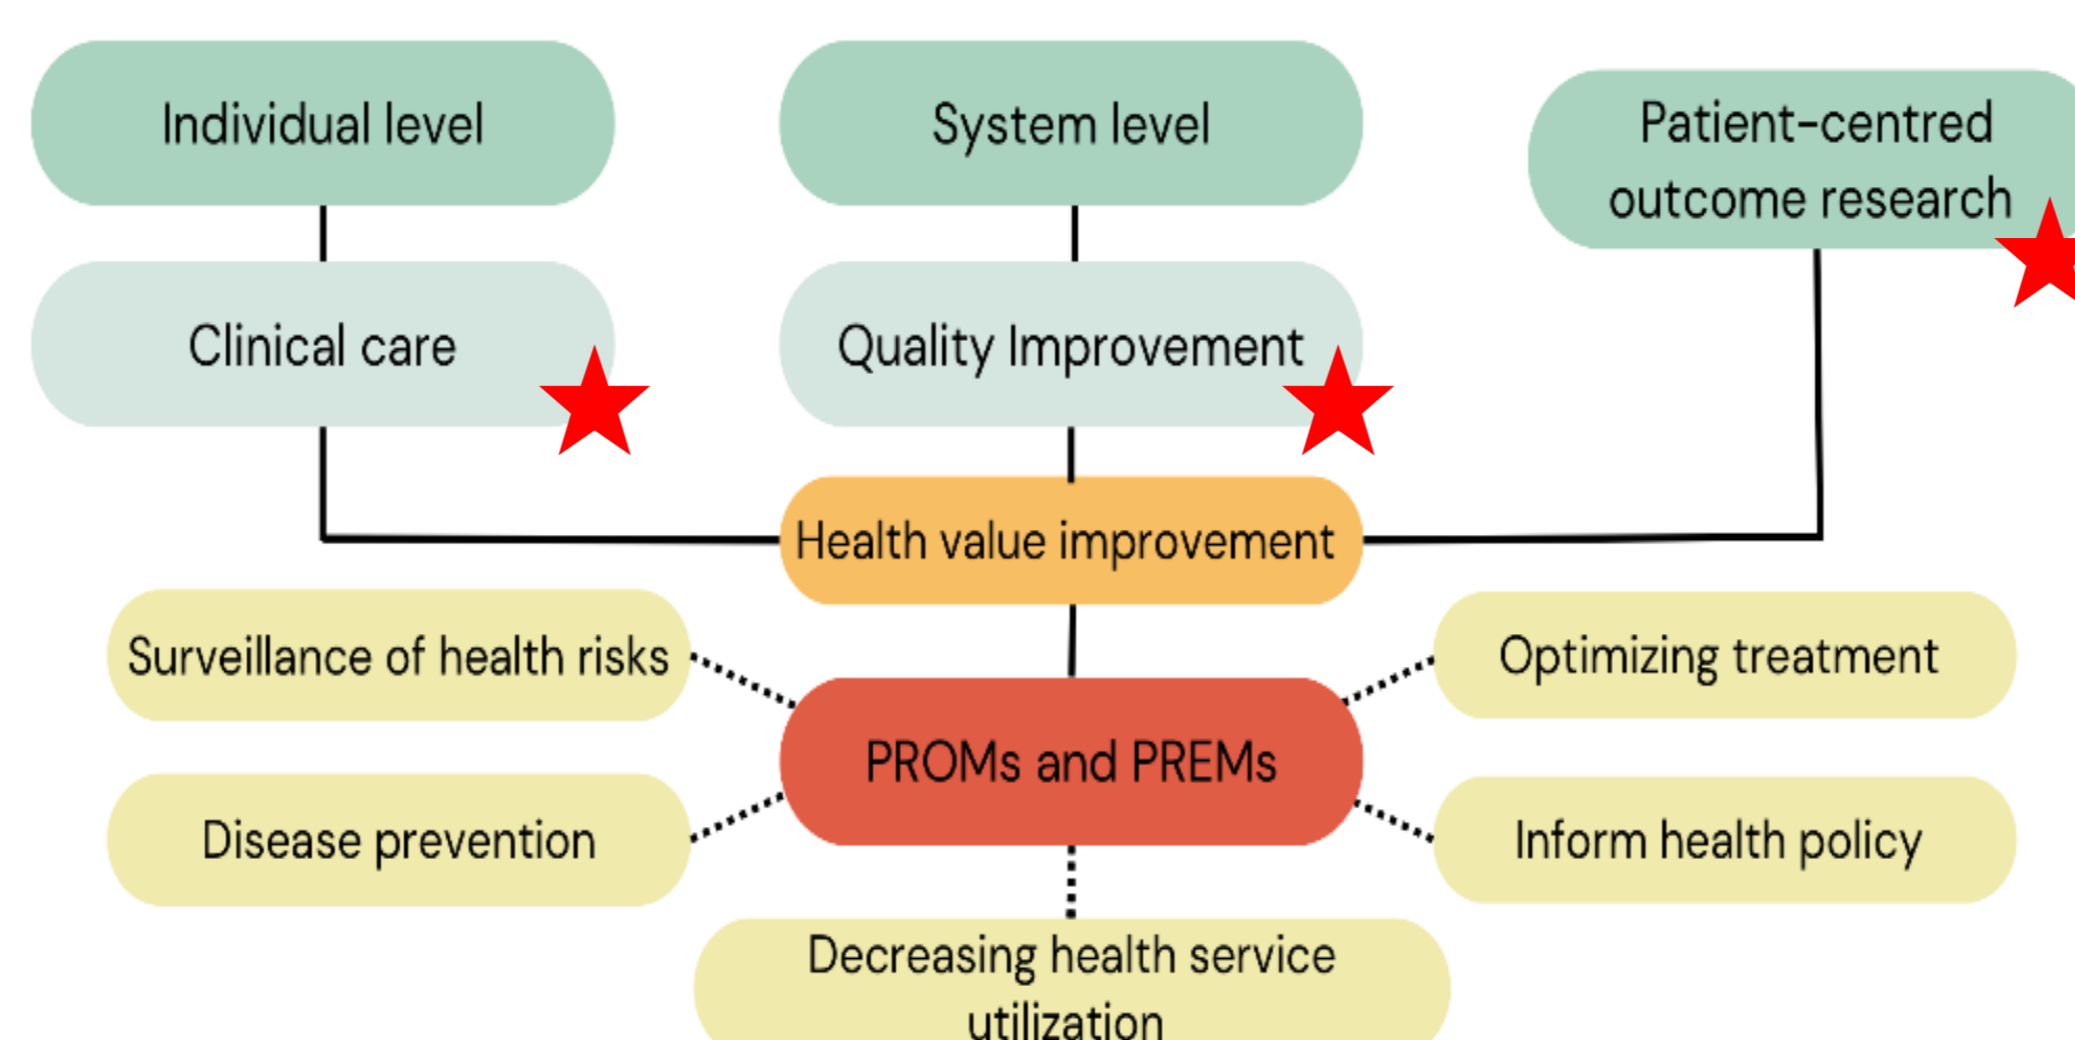 Individual level
System level
Patient-centred
outcome research
Clinical care
Quality Improvement
Health value improvement
Surveillance of health risks
Optimizing treatment
PROMs and PREMs
Disease prevention
Inform health policy
Decreasing health service
utilization